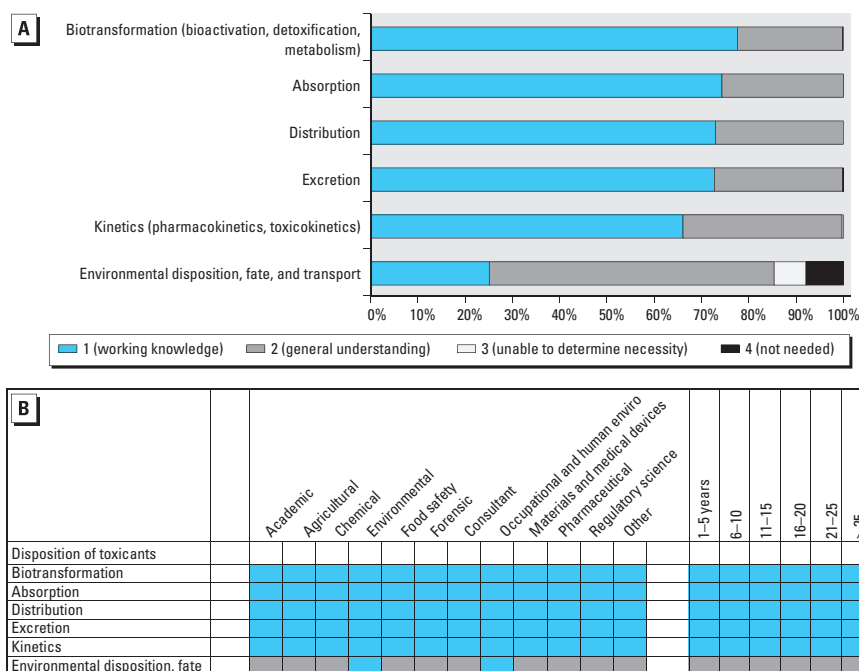 A
Biotransformation (bioactivation, detoxification,
metabolism)
Absorption
Distribution
Excretion
Kinetics (pharmacokinetics, toxicokinetics)
Environmental disposition, fate, and transport
0% 10% 20% 30% 40% 50% 60% 70% 80% 90% 100%
1 (working knowledge) 2 (general understanding) 3 (unable to determine necessity) 4 (not needed)
B
Academic
Agricultural
Chemical
Environmental
Food safety
Forensic
Consultant
Occupational and human enviro
Materials and medical devices
Pharmaceutical
Regulatory science
Other
1–5 years
6–10
11–15
16–20
21–25
Disposition of toxicants
Biotransformation
Absorption
Distribution
Excretion
Kinetics
Environmental disposition, fate